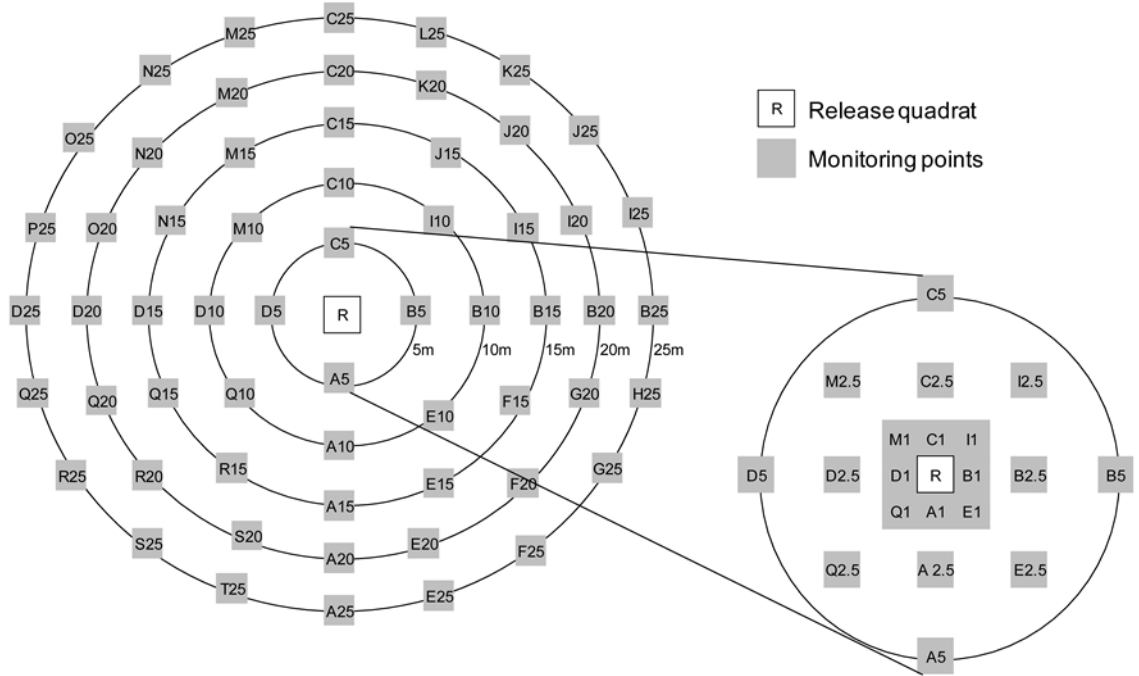 C25
M25
L25
N25
C20
K25
M20
K20
R
Release quadrat
O25
C15
J20
J25
N20
M15
J15
Monitoring points
C10
P25
O20
N15
M10
I10
I15
I20
I25
C5
D25
D20
D15
D10
D5
R
B5
B10
B15
B20
B25
5m
10m
15m
20m
25m
A5
Q25
Q20
Q15
Q10
E10
F15
G20
H25
A10
R25
R20
R15
E15
F20
G25
A15
S25
S20
A20
E20
F25
T25
A25
E25
C5
M2.5
C2.5
I2.5
M1
C1
I1
D5
D2.5
D1
R
B1
B2.5
B5
Q1
A1
E1
Q2.5
A 2.5
E2.5
A5